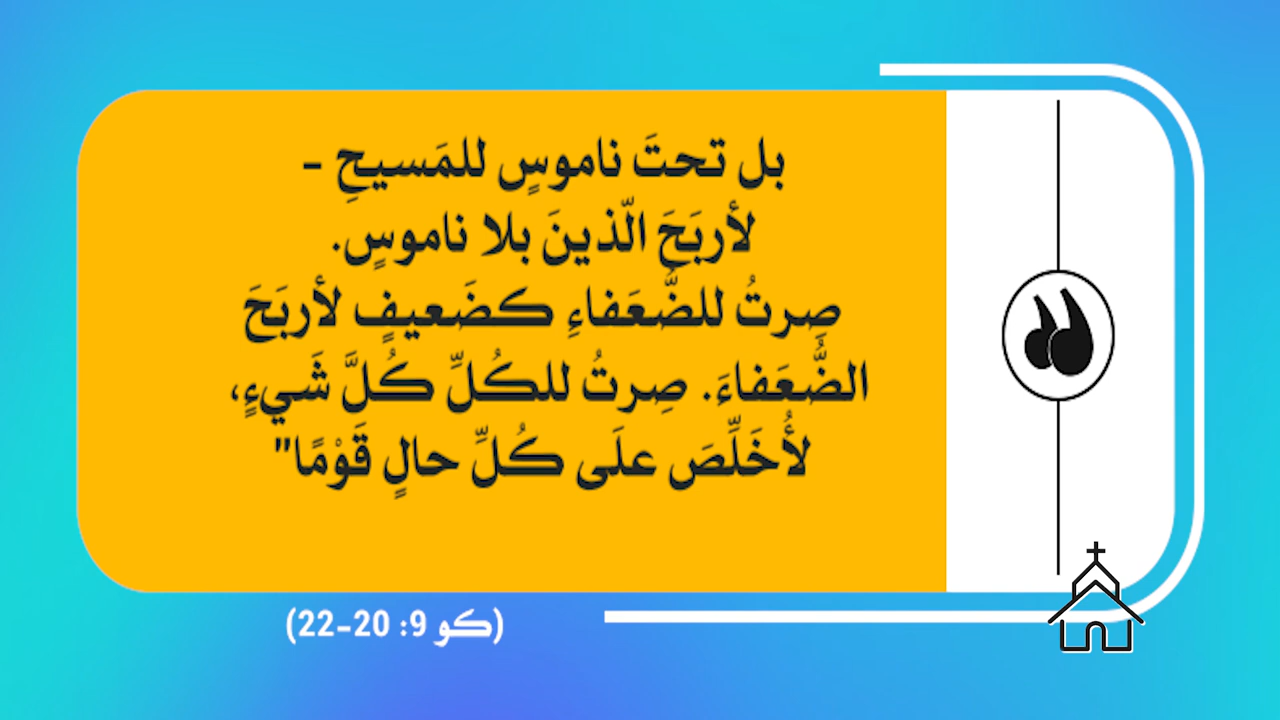 بل تحتَ ناموسٍ للمَسيحِ -
لأربَحَ الّذينَ بلا ناموسٍ.
صِرتُ للضُّعَفاءِ كضَعيفٍ لأربَحَ
الضُّعَفاءَ. صِرتُ للكُلِّ كُلَّ شَيءٍ،
لأُخَلِّصَ علَى كُلِّ حالٍ قَوْمًا"
(كو 9: 20-22)